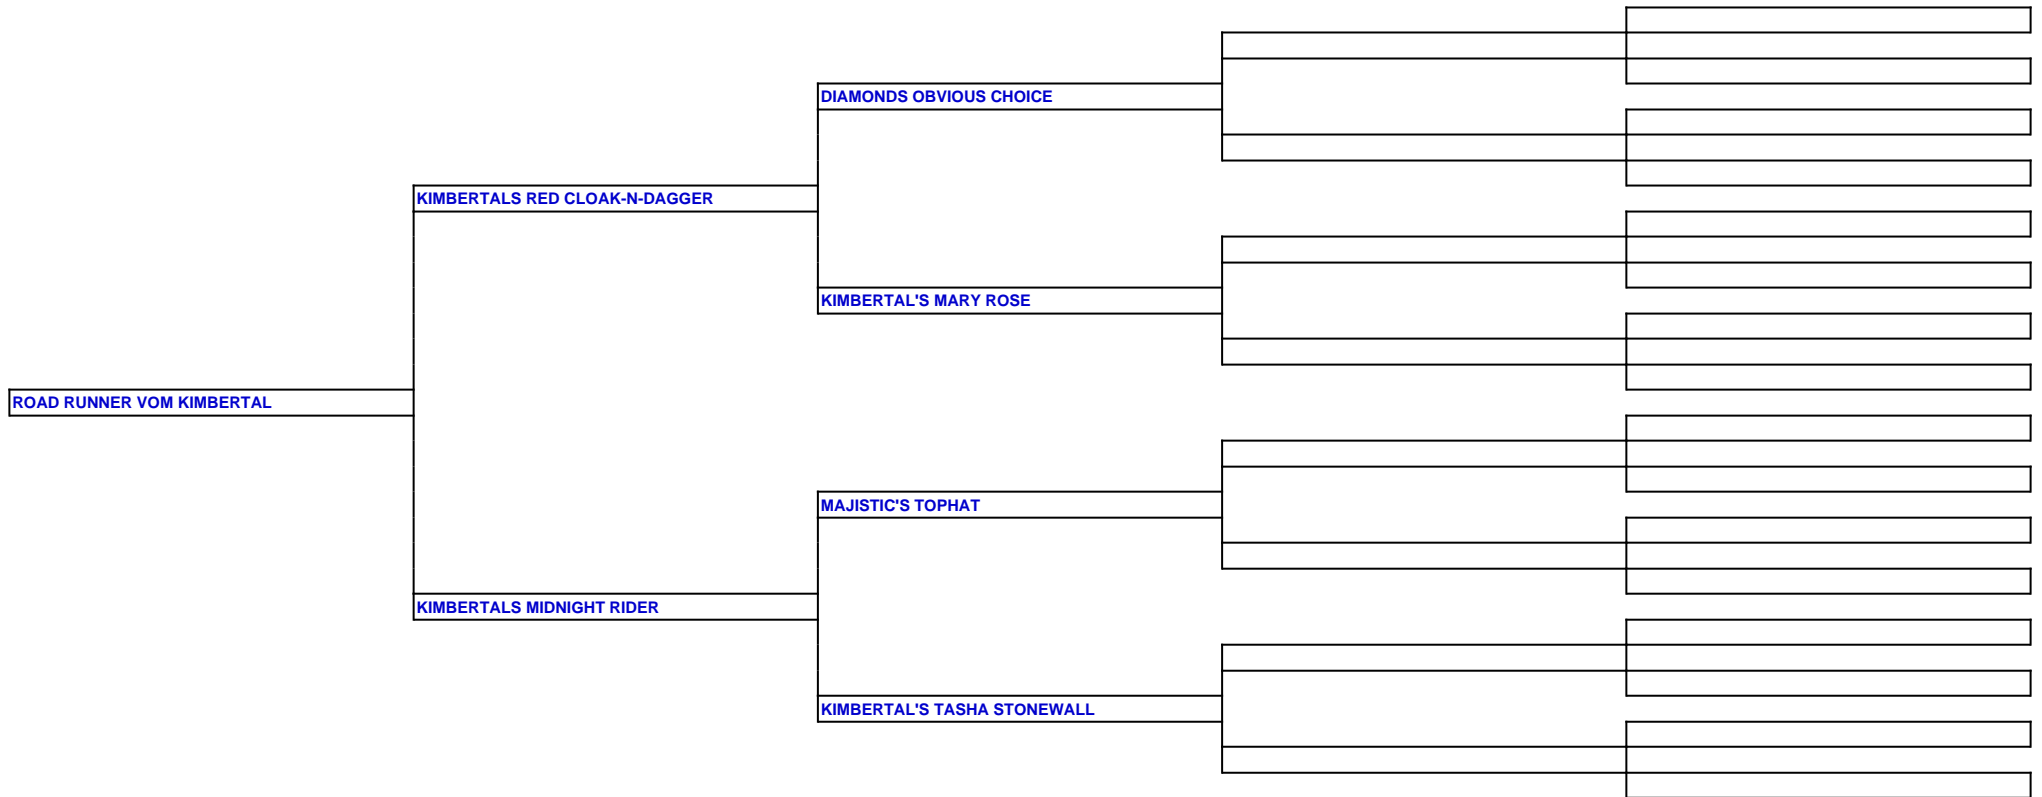 DIAMONDS OBVIOUS CHOICE
KIMBERTALS RED CLOAK-N-DAGGER
KIMBERTAL'S MARY ROSE
ROAD RUNNER VOM KIMBERTAL
MAJISTIC'S TOPHAT
KIMBERTALS MIDNIGHT RIDER
KIMBERTAL'S TASHA STONEWALL